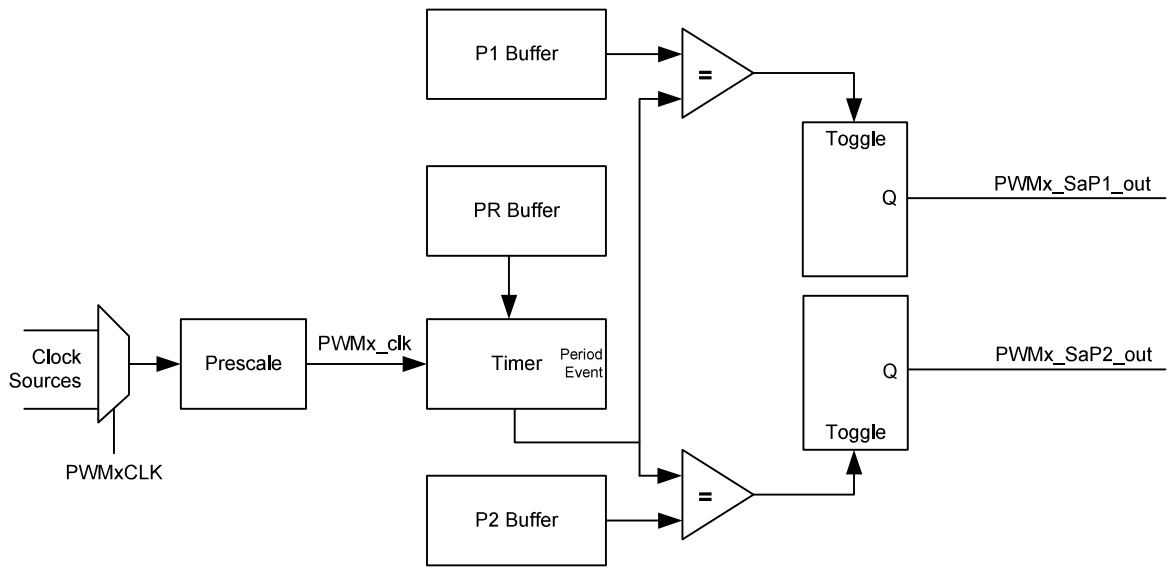 P1 Buffer
=
Toggle
Q
PWMx_SaP1_out
PR Buffer
Clock
Sources
PWMxCLK
Prescale
PWMx_clk
Timer
Period
Event
Q
Toggle
PWMx_SaP2_out
P2 Buffer
=